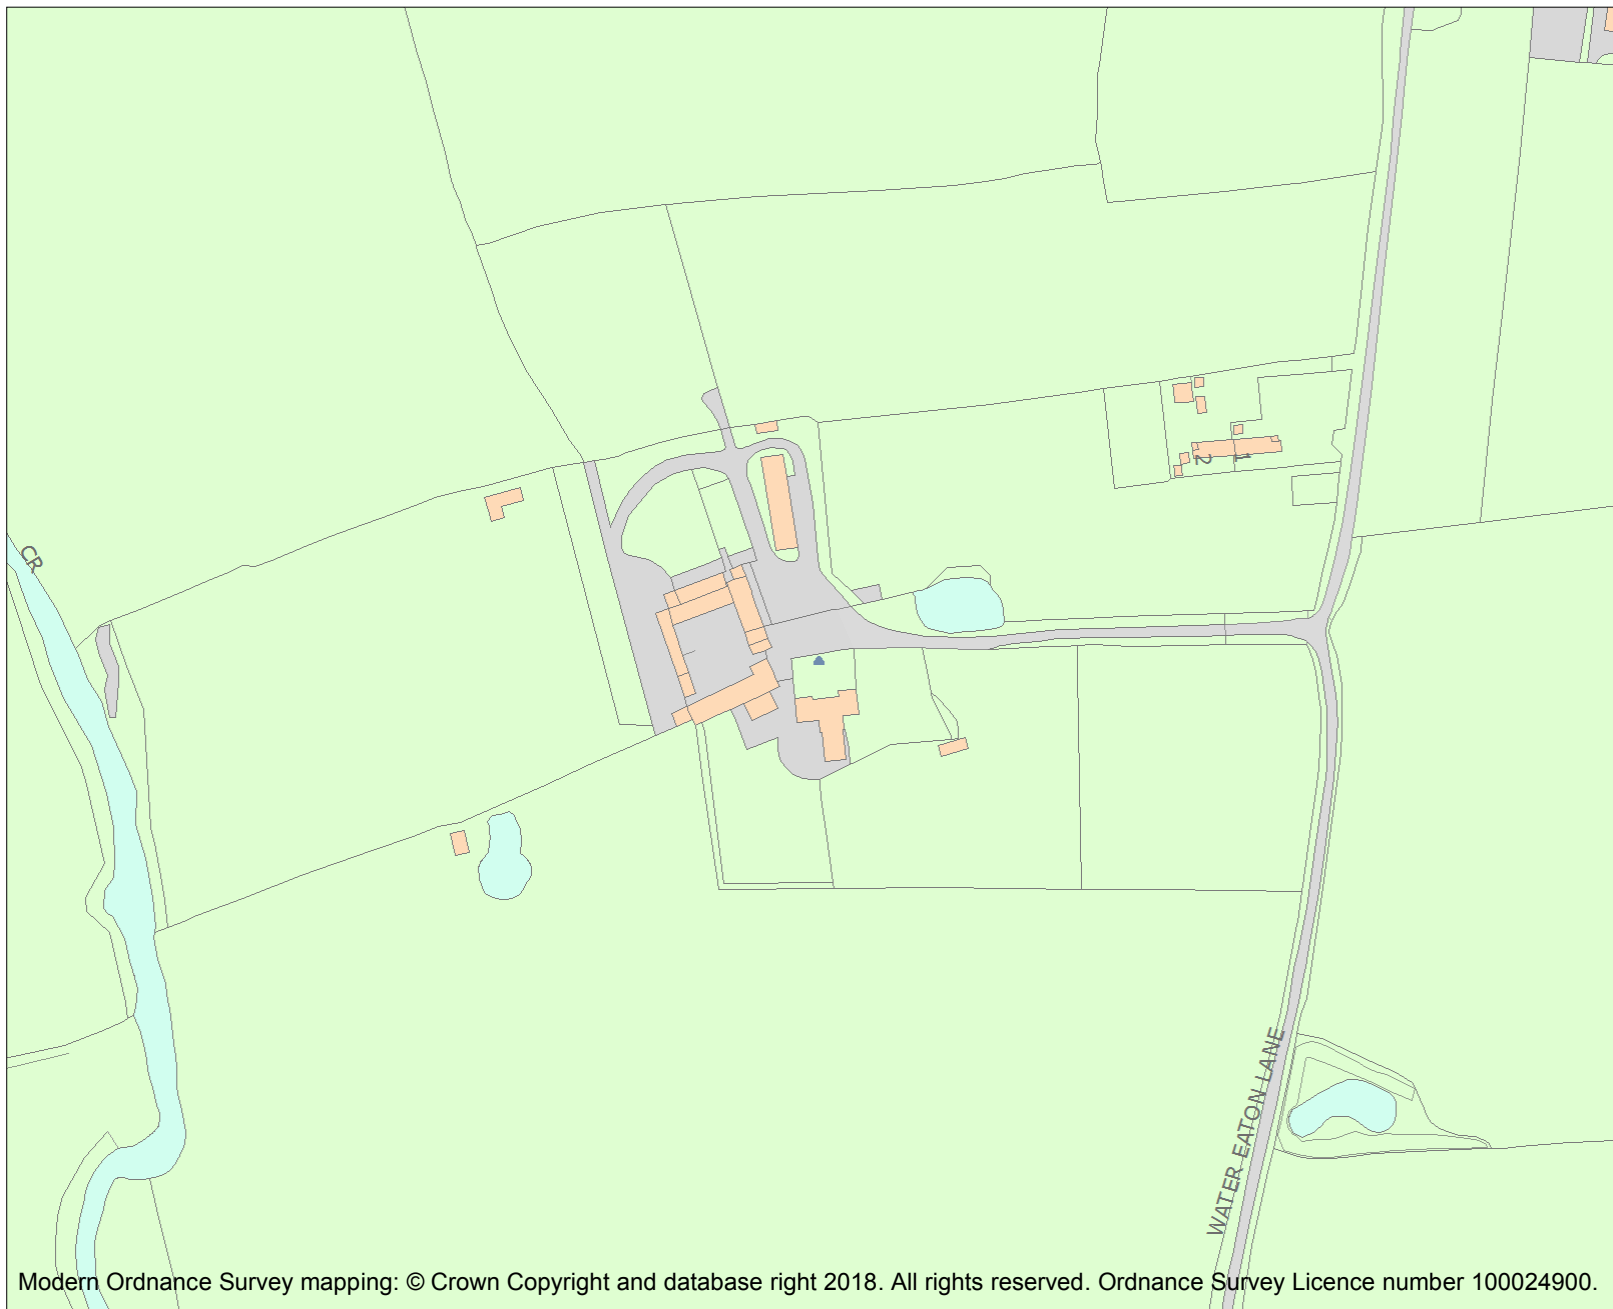 2
1
CR
WATER EATON LANE
Modern Ordnance Survey mapping: © Crown Copyright and database right 2018. All rights reserved. Ordnance Survey Licence number 100024900.